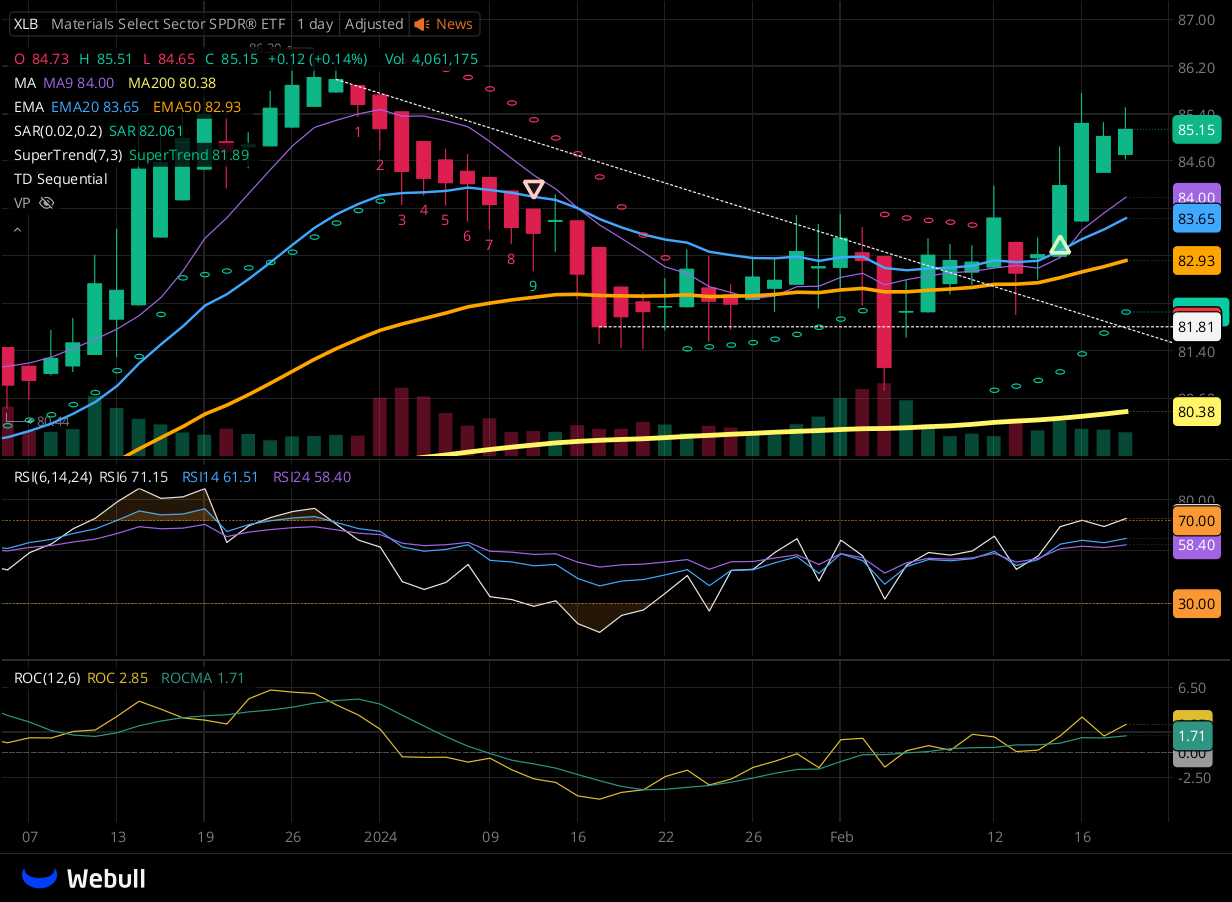 XLB Materials Select Sector SPDR® ETF 1 day Adjusted News
86.39
O 84.73 H 85.51 L 84.65 C 85.15 +0.12 (+0.14%) Vol 4,061,175
MA MA9 84.00 MA200 80.38
EMA EMA20 83.65 EMA50 82.93
SAR(0.02,0.2) SAR 82.061
SuperTrend(7,3) SuperTrend 81.89
TD Sequential
VP
1
2
3
4
5
6
7
8
9
80.44
87.00
86.20
85.40
85.15
84.60
84.00
83.65
82.93
81.81
81.40
80.38
RSI(6,14,24) RSI6 71.15 RSI14 61.51 RSI24 58.40
80.00
70.00
58.40
30.00
ROC(12,6) ROC 2.85 ROCMA 1.71
6.50
1.71
0.00
-2.50
07 13 19 26 2024 09 16 22 26 Feb 12 16
Webull